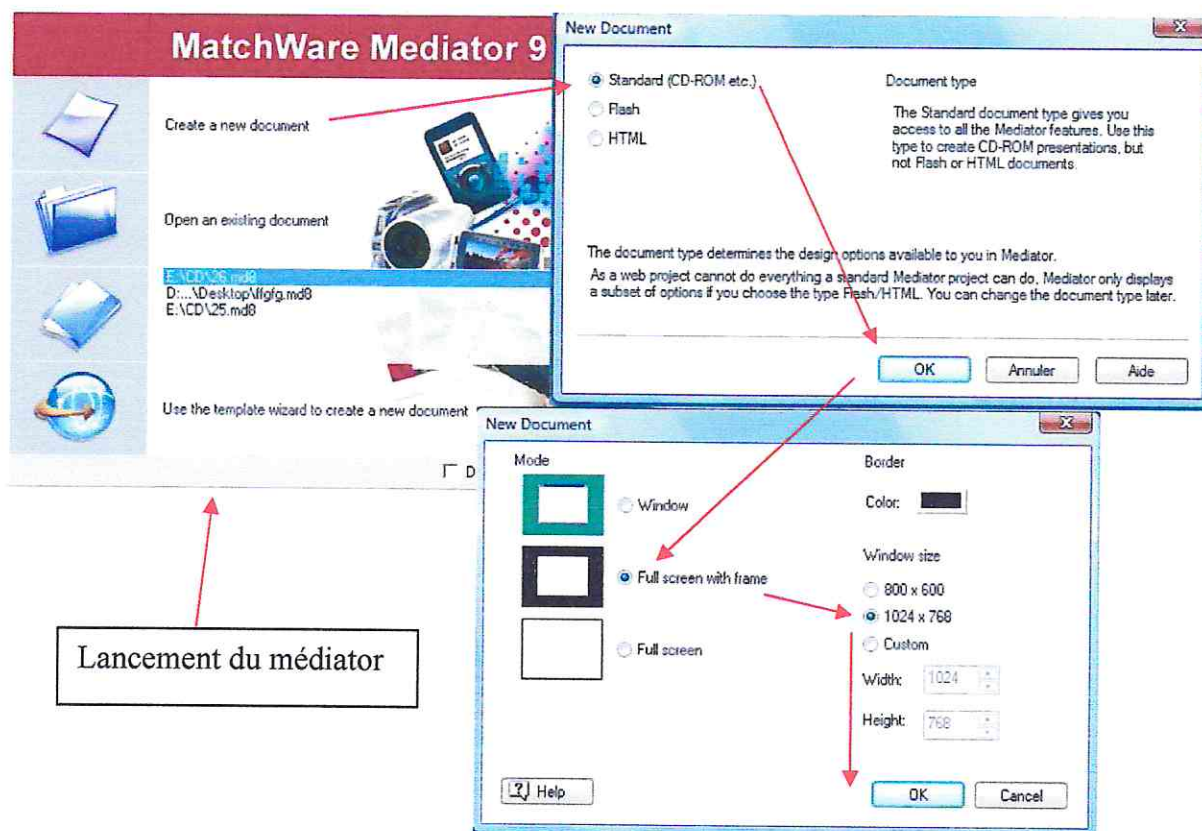 MatchWare Mediator 9
Create a new document
Open an existing document
E:\CD\26.md8
D:...\Desktop\ffgfg.md8
E:\CD\25.md8
Use the template wizard to create a new document
D
New Document
Standard (CD-ROM etc.)
Flash
HTML
Document type
The Standard document type gives you
access to all the Mediator features. Use this
type to create CD-ROM presentations, but
not Flash or HTML documents.
The document type determines the design options available to you in Mediator.
As a web project cannot do everything a standard Mediator project can do, Mediator only displays
a subset of options if you choose the type Flash/HTML. You can change the document type later.
OK
Annuler
Aide
New Document
Mode
Window
Full screen with frame
Full screen
Border
Color:
Window size
800 x 600
1024 x 768
Custom
Width: 1024
Height: 768
Help
OK
Cancel
Lancement du médiator